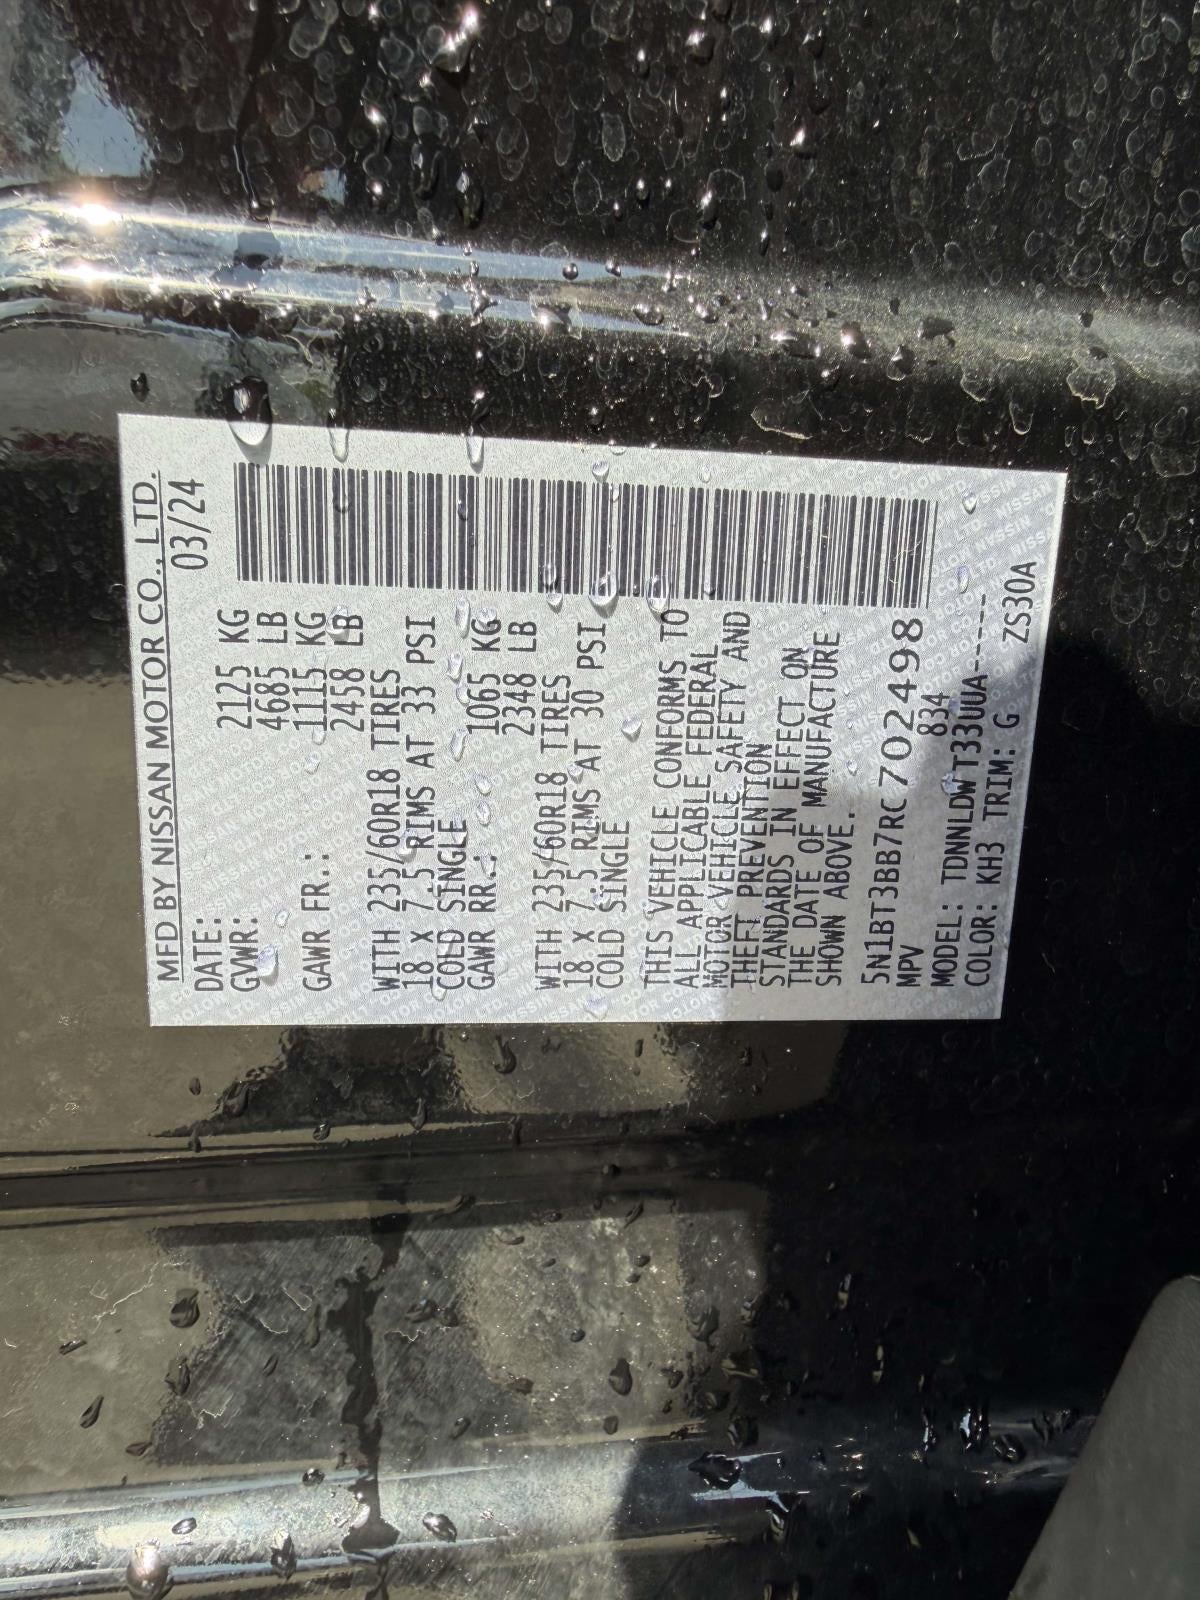 MFD BY NISSAN MOTOR CO., LTD.
DATE: 03/24
GVWR: 2125 KG
4685 LB
GAWR FR.: 1115 KG
2458 LB
WITH 235/60R18 TIRES
18 x 7.5 RIMS AT 33 PSI
COLD SINGLE
GAWR RR.: 1065 KG
2348 LB
WITH 235/60R18 TIRES
18 x 7.5 RIMS AT 30 PSI
COLD SINGLE
THIS VEHICLE CONFORMS TO
ALL APPLICABLE FEDERAL
MOTOR VEHICLE SAFETY AND
THEFT PREVENTION
STANDARDS IN EFFECT ON
THE DATE OF MANUFACTURE
SHOWN ABOVE.
5N1BT3BB7RC702498
MPV 834
MODEL: TDNNLDWT33UUA-----
COLOR: KH3 TRIM: G ZS30A